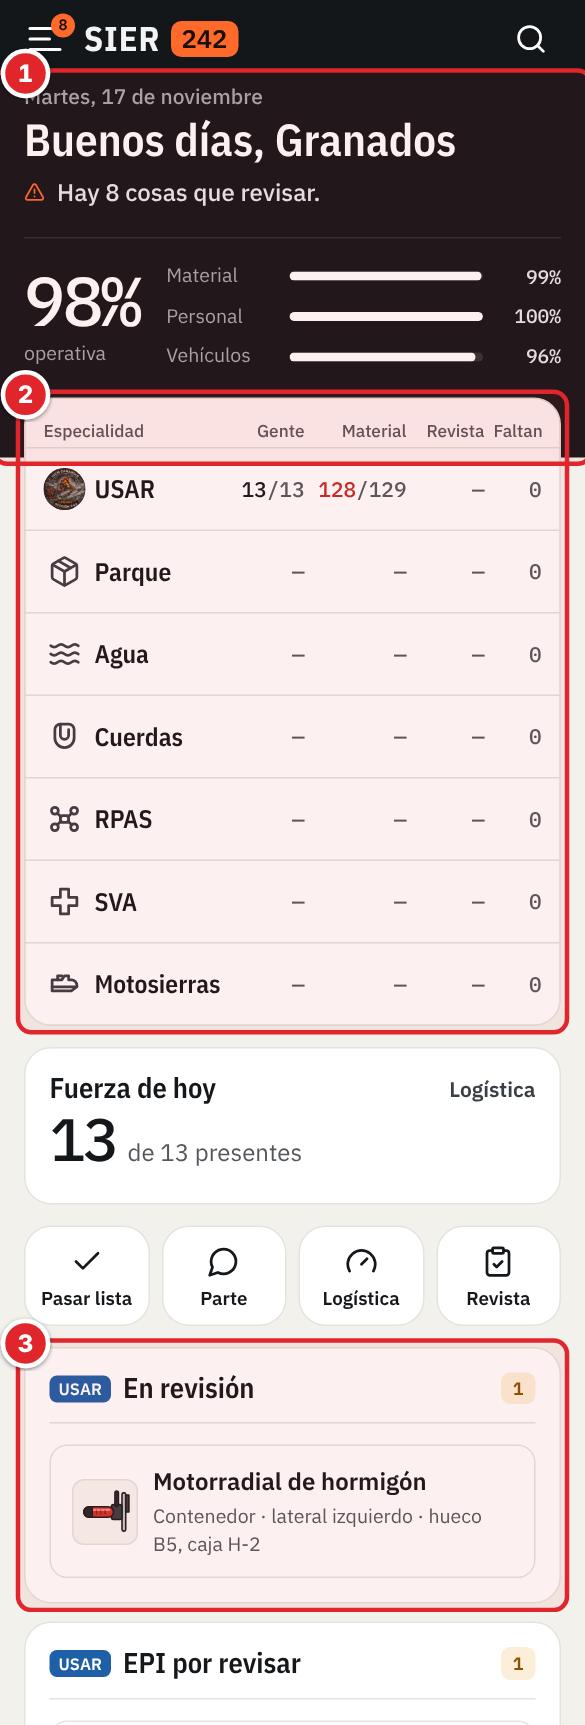 8
SIER 242
1
Martes, 17 de noviembre
Buenos días, Granados
Hay 8 cosas que revisar.
98%
operativa
Material 99%
Personal 100%
Vehículos 96%
2
Especialidad Gente Material Revista Faltan
USAR 13/13 128/129 – 0
Parque – – – 0
Agua – – – 0
Cuerdas – – – 0
RPAS – – – 0
SVA – – – 0
Motosierras – – – 0
Fuerza de hoy Logística
13 de 13 presentes
Pasar lista Parte Logística Revista
3
USAR En revisión 1
Motorradial de hormigón
Contenedor · lateral izquierdo · hueco
B5, caja H-2
USAR EPI por revisar 1